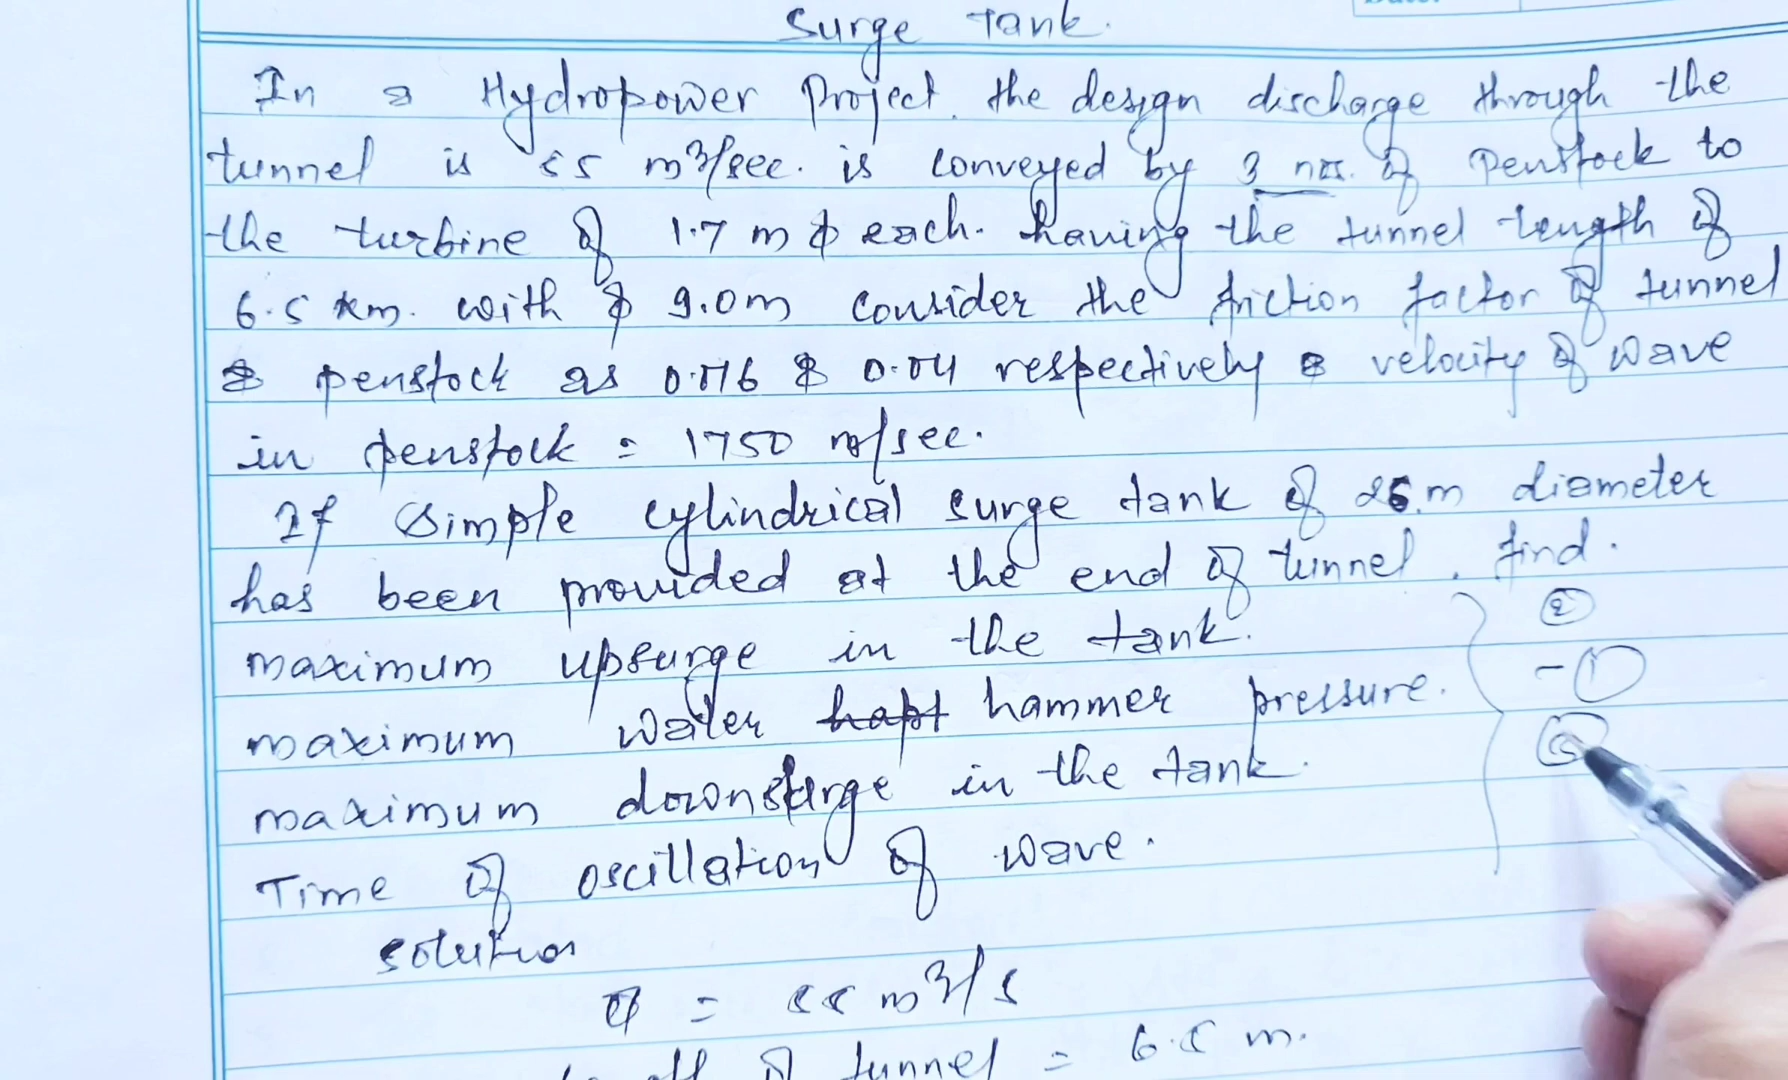 Surge Tank.
In a Hydropower Project. the design discharge through the
tunnel is 55 m3/sec. is conveyed by 3 nos. of Penstock to
the turbine of 1.7 m ϕ each. having the tunnel length of
6.5 km. with ϕ 9.0m consider the friction factor of tunnel
& penstock as 0.016 & 0.04 respectively & velocity of wave
in penstock = 1750 m/sec.
If simple cylindrical surge tank of 25.m diameter
has been provided at the end of tunnel. find.
maximum upsurge in the tank.
maximum water hammer pressure.
maximum downsurge in the tank.
Time of oscillation of wave.
solution
Q = 55 m3/s
of tunnel = 6.5 m.